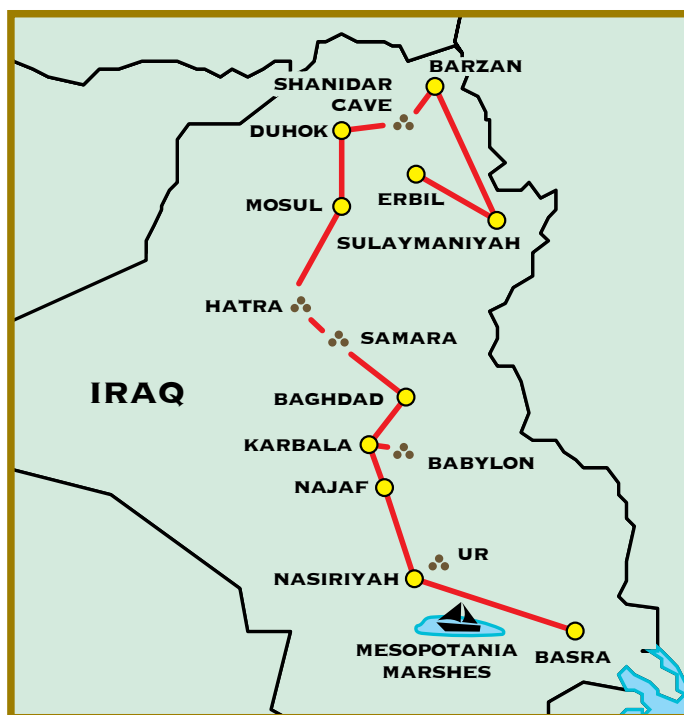 BARZAN
SHANIDAR
CAVE
DUHOK
ERBIL
MOSUL
SULAYMANIYAH
HATRA
SAMARA
IRAQ
BAGHDAD
KARBALA
BABYLON
NAJAF
UR
NASIRIYAH
MESOPOTANIA
MARSHES
BASRA